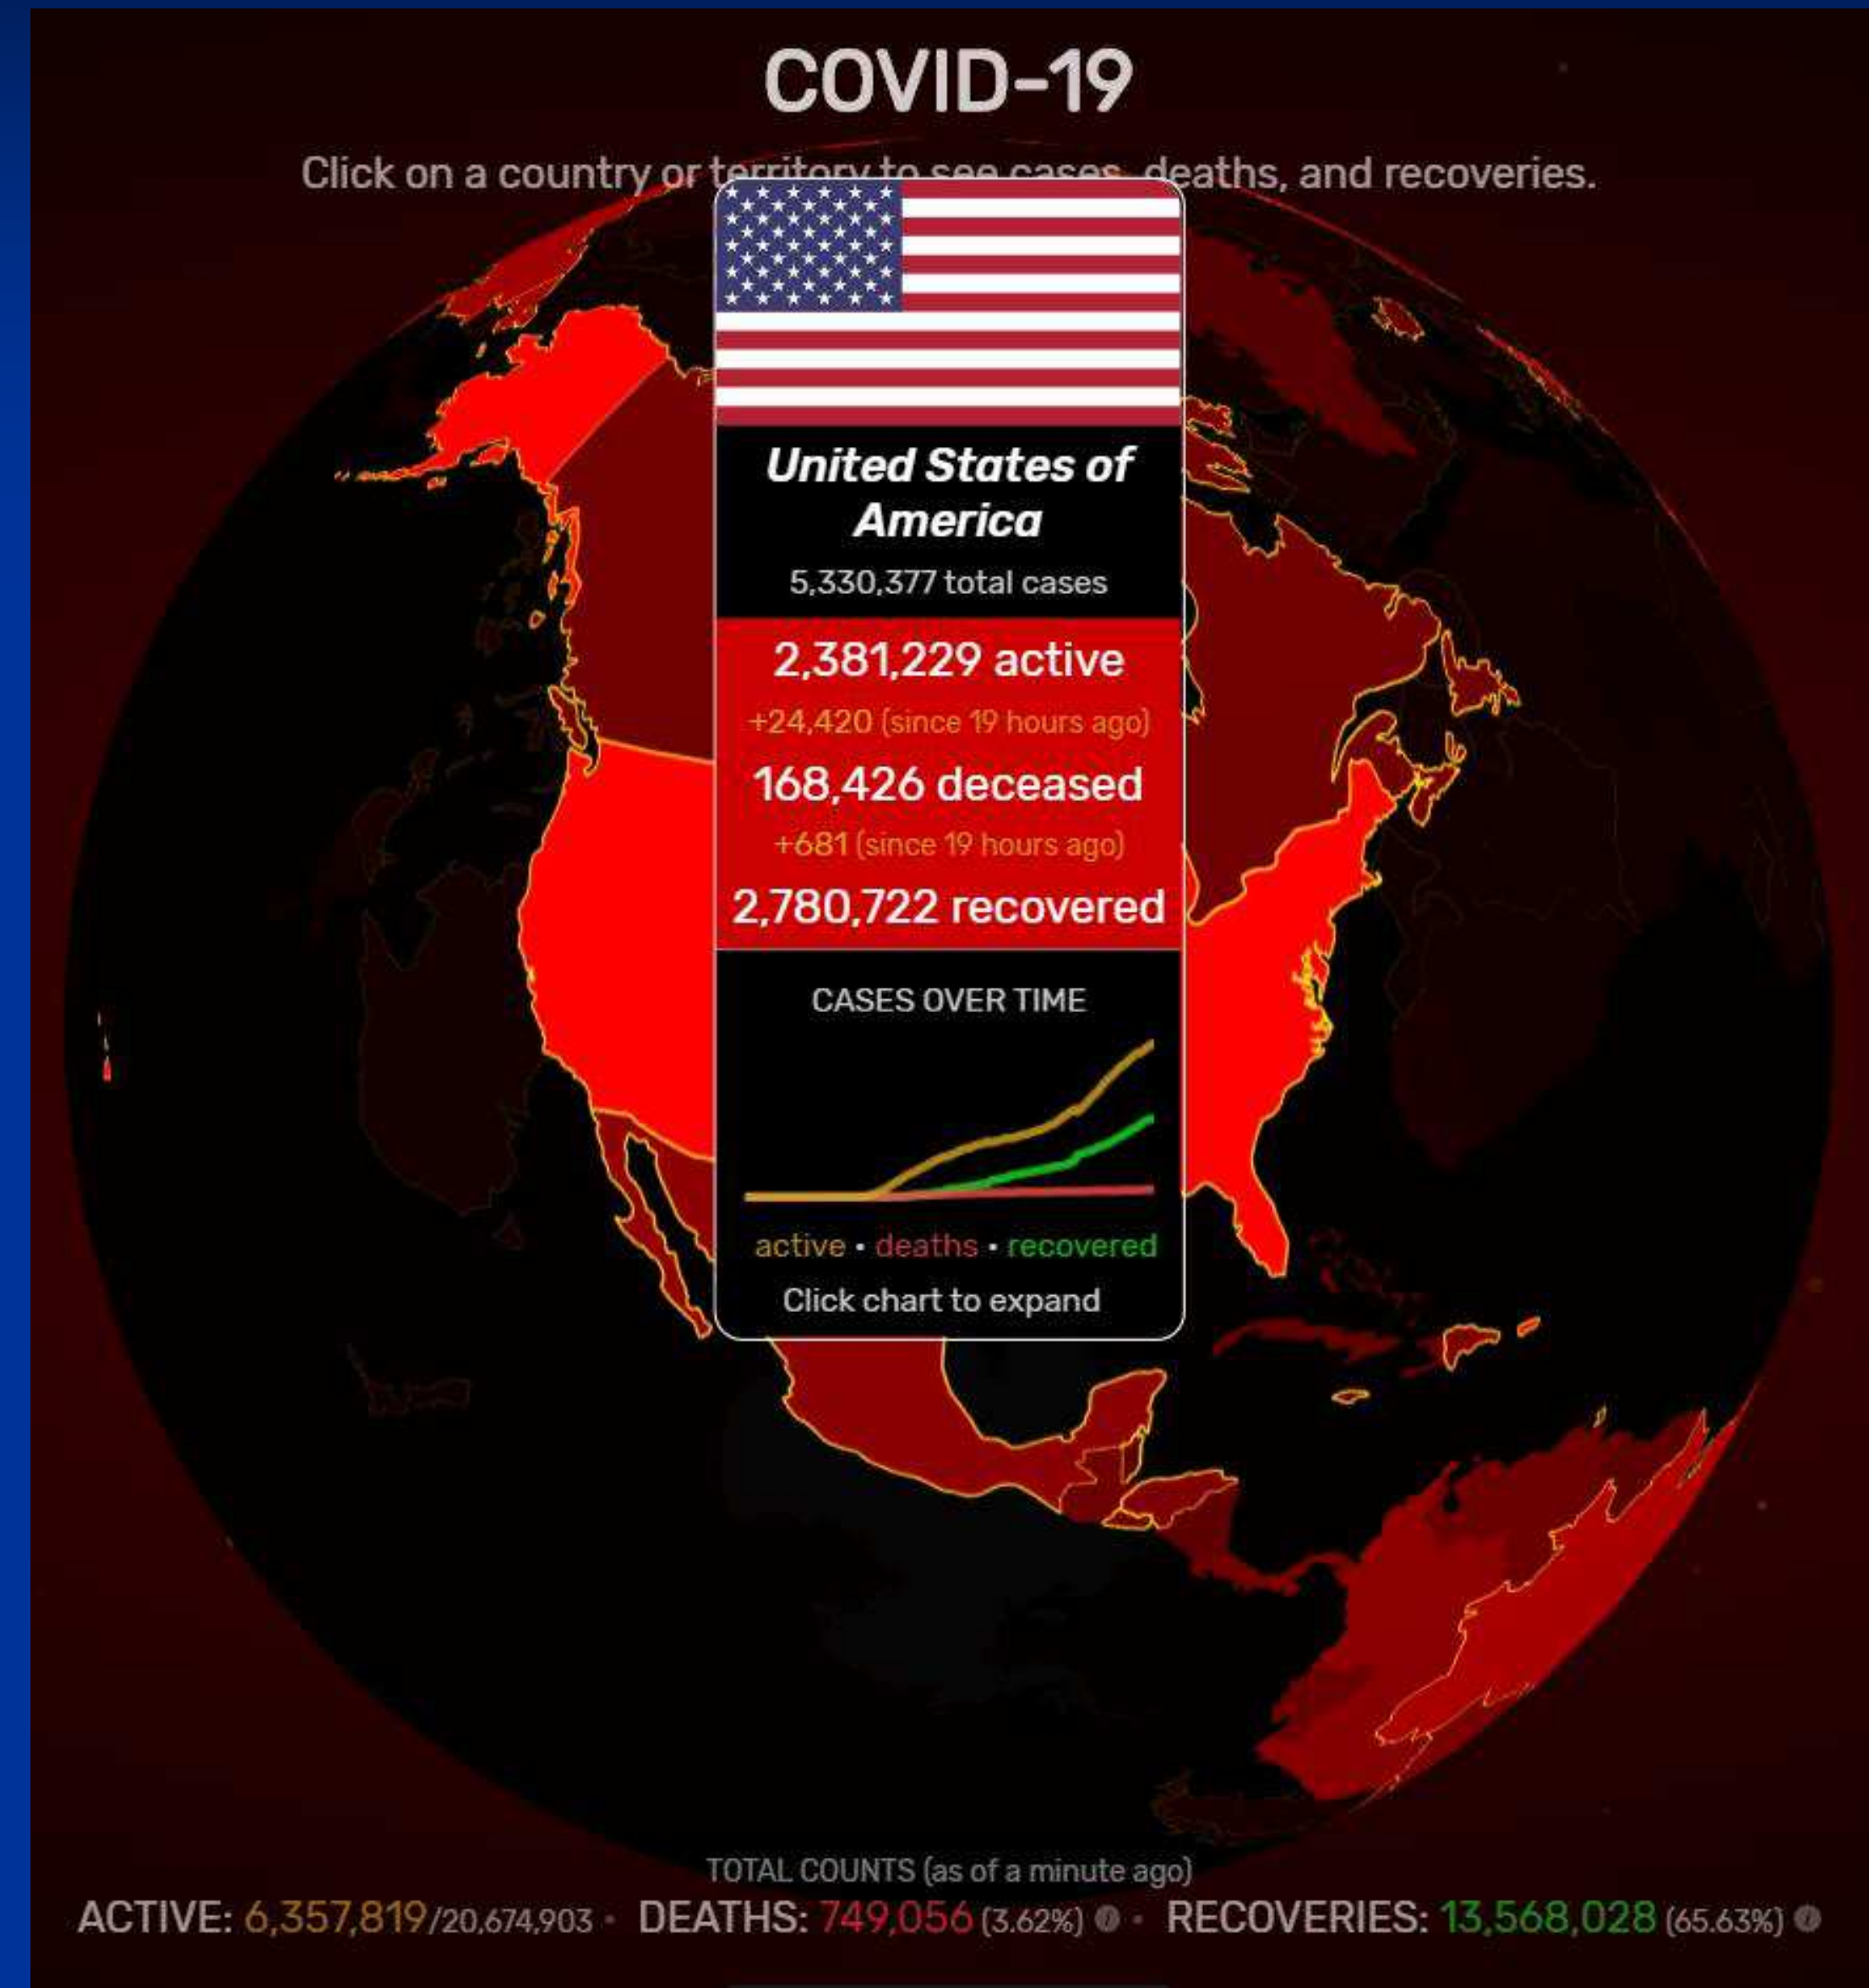 COVID-19
Click on a country or territory to see cases, deaths, and recoveries.
United States of
America
5,330,377 total cases
2,381,229 active
+24,420 (since 19 hours ago)
168,426 deceased
+681 (since 19 hours ago)
2,780,722 recovered
CASES OVER TIME
active • deaths • recovered
Click chart to expand
TOTAL COUNTS (as of a minute ago)
ACTIVE: 6,357,819/20,674,903 • DEATHS: 749,056 (3.62%) • RECOVERIES: 13,568,028 (65.63%)